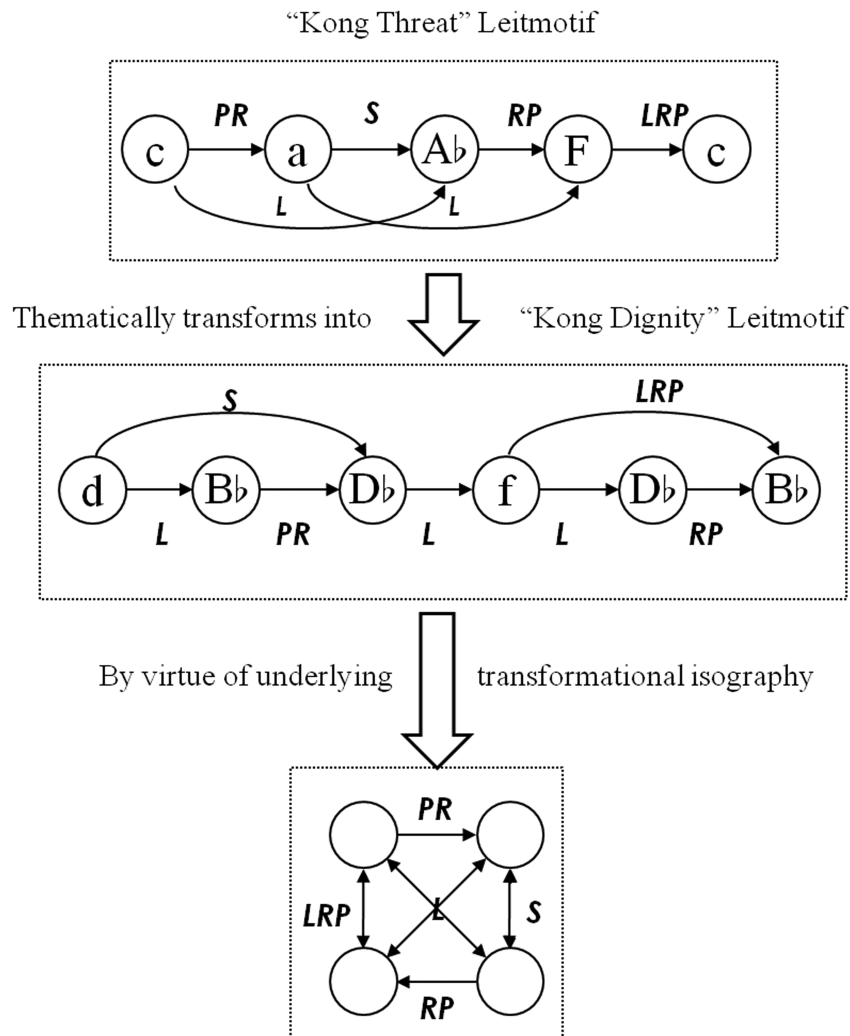 “Kong Threat” Leitmotif
PR S RP LRP
c a A♭ F c
L L
Thematically transforms into “Kong Dignity” Leitmotif
S LRP
d B♭ D♭ f D♭ B♭
L PR L L RP
By virtue of underlying transformational isography
PR
LRP L S
RP